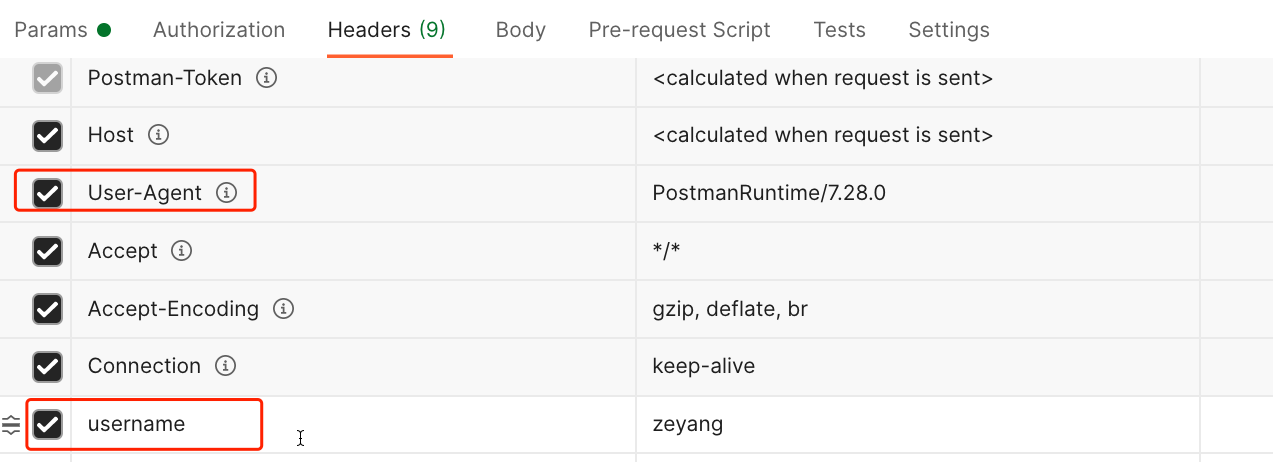 Params Authorization Headers (9) Body Pre-request Script Tests Settings
Postman-Token <calculated when request is sent>
Host <calculated when request is sent>
User-Agent PostmanRuntime/7.28.0
Accept */*
Accept-Encoding gzip, deflate, br
Connection keep-alive
username zeyang